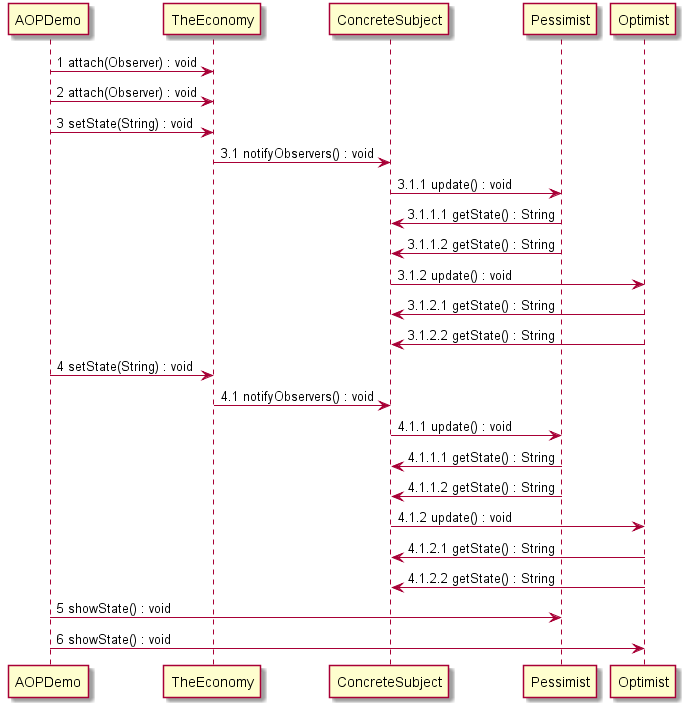 AOPDemo TheEconomy ConcreteSubject Pessimist Optimist
1 attach(Observer) : void
2 attach(Observer) : void
3 setState(String) : void
3.1 notifyObservers() : void
3.1.1 update() : void
3.1.1.1 getState() : String
3.1.1.2 getState() : String
3.1.2 update() : void
3.1.2.1 getState() : String
3.1.2.2 getState() : String
4 setState(String) : void
4.1 notifyObservers() : void
4.1.1 update() : void
4.1.1.1 getState() : String
4.1.1.2 getState() : String
4.1.2 update() : void
4.1.2.1 getState() : String
4.1.2.2 getState() : String
5 showState() : void
6 showState() : void
AOPDemo TheEconomy ConcreteSubject Pessimist Optimist